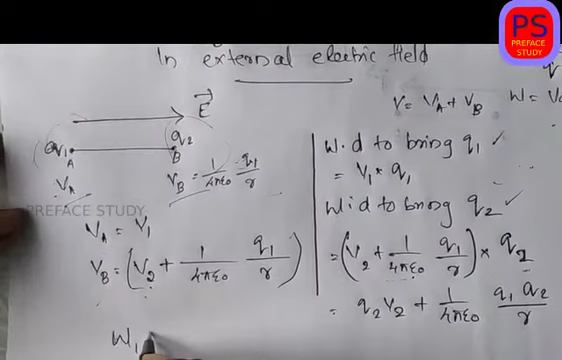 PS
PREFACE
STUDY
In external electric field
V = VA + VB
E⃗
q1
A
q2
B
VA
VB = 1/4πε0 q1/r
PREFACE STUDY
VA = V1
VB = (V2 + 1/4πε0 q1/r)
W1
W.d to bring q1 ✓
= V1 × q1
W.d to bring q2 ✓
= (V2 + 1/4πε0 q1/r) × q2
= q2V2 + 1/4πε0 q1q2/r